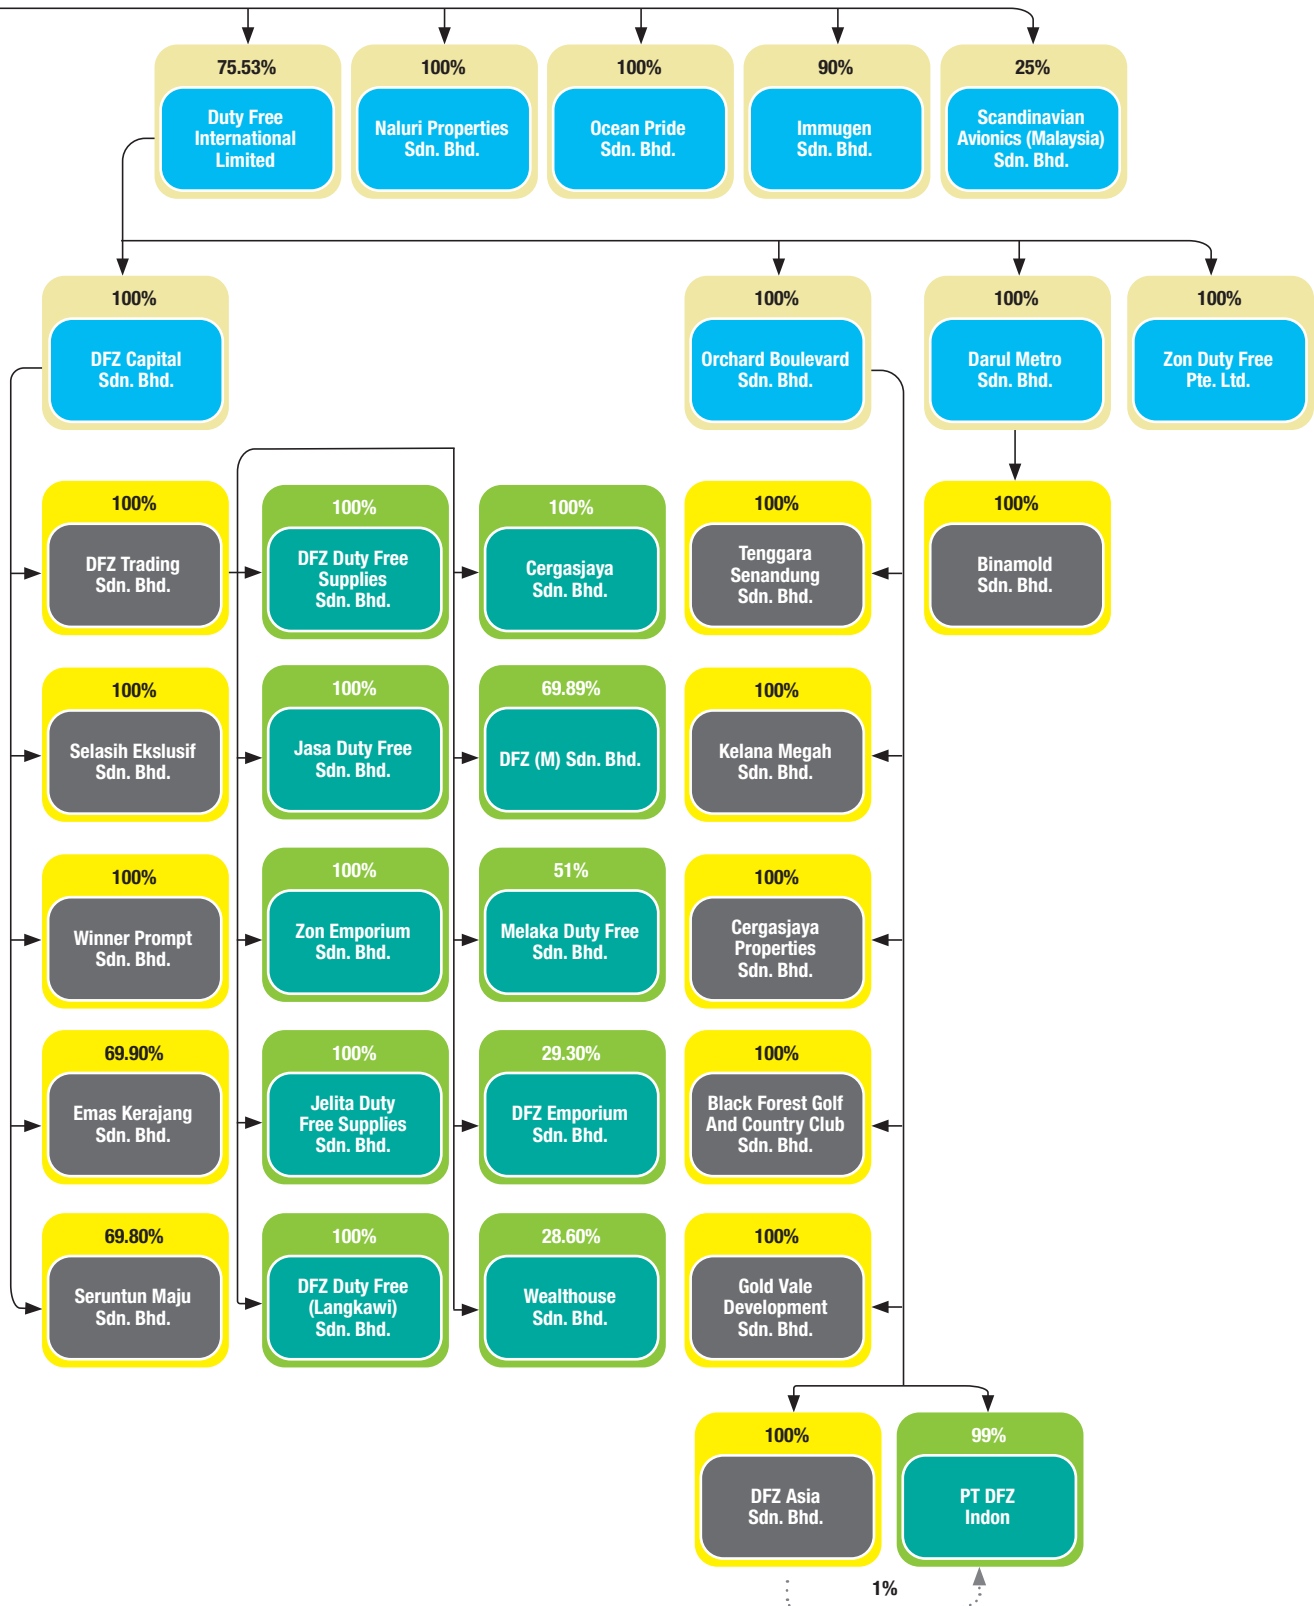 75.53%
Duty Free
International
Limited
100%
Naluri Properties
Sdn. Bhd.
100%
Ocean Pride
Sdn. Bhd.
90%
Immugen
Sdn. Bhd.
25%
Scandinavian
Avionics (Malaysia)
Sdn. Bhd.
100%
DFZ Capital
Sdn. Bhd.
100%
Orchard Boulevard
Sdn. Bhd.
100%
Darul Metro
Sdn. Bhd.
100%
Zon Duty Free
Pte. Ltd.
100%
DFZ Trading
Sdn. Bhd.
100%
DFZ Duty Free
Supplies
Sdn. Bhd.
100%
Cergasjaya
Sdn. Bhd.
100%
Tenggara
Senandung
Sdn. Bhd.
100%
Binamold
Sdn. Bhd.
100%
Selasih Ekslusif
Sdn. Bhd.
100%
Jasa Duty Free
Sdn. Bhd.
69.89%
DFZ (M) Sdn. Bhd.
100%
Kelana Megah
Sdn. Bhd.
100%
Winner Prompt
Sdn. Bhd.
100%
Zon Emporium
Sdn. Bhd.
51%
Melaka Duty Free
Sdn. Bhd.
100%
Cergasjaya
Properties
Sdn. Bhd.
69.90%
Emas Kerajang
Sdn. Bhd.
100%
Jelita Duty
Free Supplies
Sdn. Bhd.
29.30%
DFZ Emporium
Sdn. Bhd.
100%
Black Forest Golf
And Country Club
Sdn. Bhd.
69.80%
Seruntun Maju
Sdn. Bhd.
100%
DFZ Duty Free
(Langkawi)
Sdn. Bhd.
28.60%
Wealthouse
Sdn. Bhd.
100%
Gold Vale
Development
Sdn. Bhd.
100%
DFZ Asia
Sdn. Bhd.
99%
PT DFZ
Indon
1%